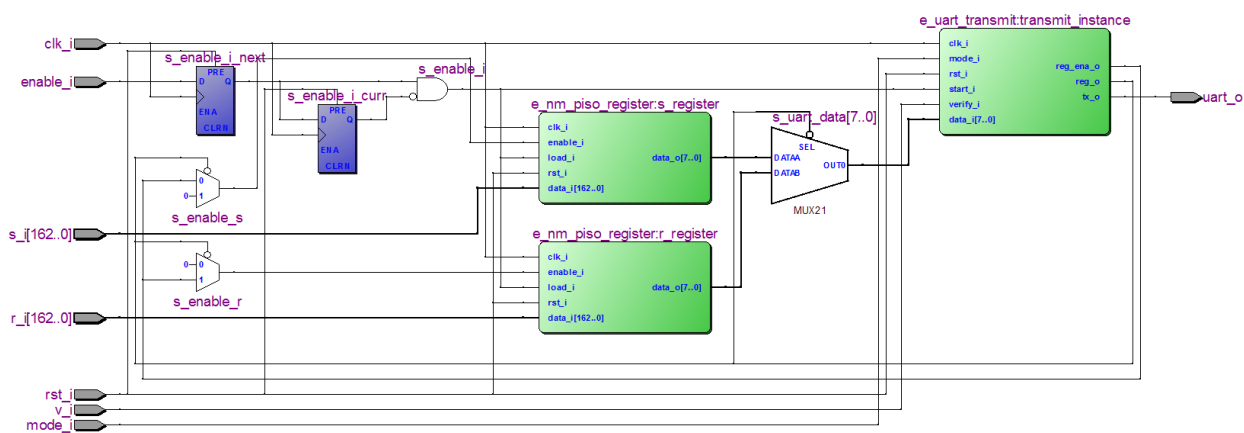 e_uart_transmit:transmit_instance
clk_i
mode_i
rst_i
start_i
verify_i
data_i[7..0]
reg_ena_o
reg_o
tx_o
uart_o
clk_i
enable_i
s_enable_i_next
PRE
D
Q
ENA
CLRN
s_enable_i_curr
PRE
D
Q
ENA
CLRN
s_enable_i
e_nm_piso_register:s_register
clk_i
enable_i
load_i
rst_i
data_i[162..0]
data_o[7..0]
s_uart_data[7..0]
SEL
DATAA
DATAB
OUT0
MUX21
0
0
1
s_enable_s
s_i[162..0]
e_nm_piso_register:r_register
clk_i
enable_i
load_i
rst_i
data_i[162..0]
data_o[7..0]
0
0
1
s_enable_r
r_i[162..0]
rst_i
v_i
mode_i